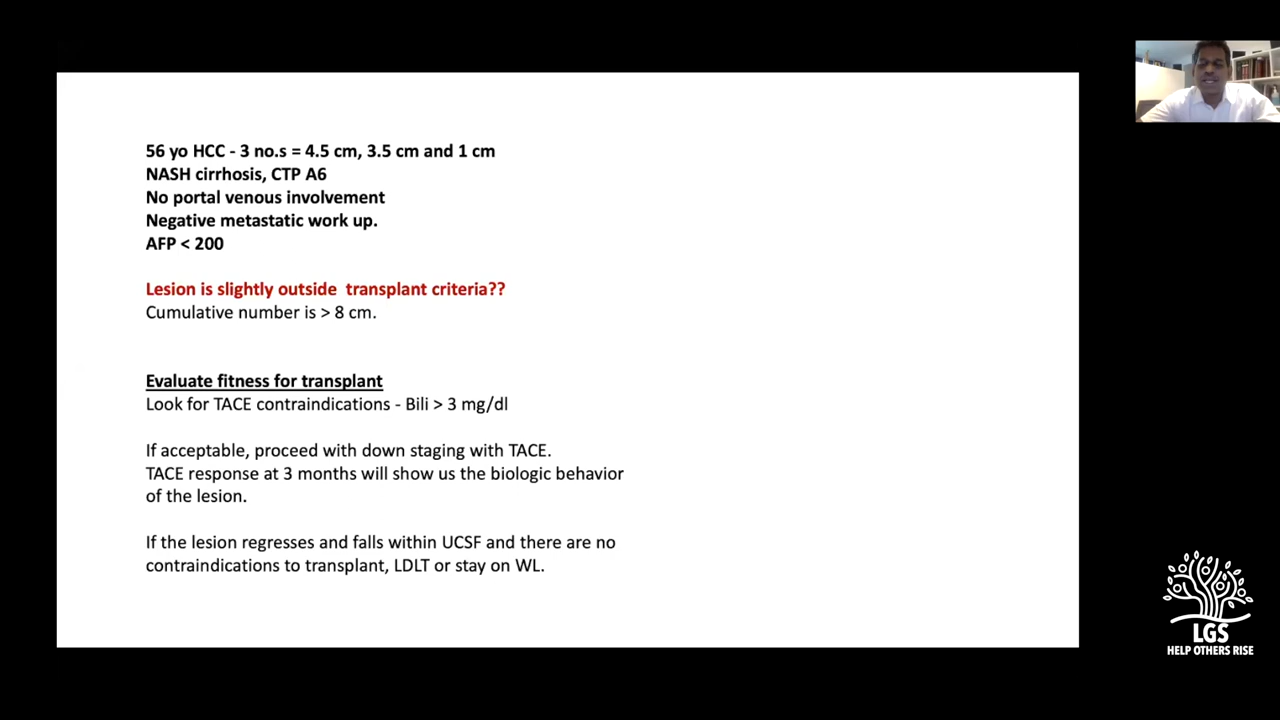 56 yo HCC - 3 no.s = 4.5 cm, 3.5 cm and 1 cm
NASH cirrhosis, CTP A6
No portal venous involvement
Negative metastatic work up.
AFP < 200
Lesion is slightly outside  transplant criteria??
Cumulative number is > 8 cm.
Evaluate fitness for transplant
Look for TACE contraindications - Bili > 3 mg/dl
If acceptable, proceed with down staging with TACE.
TACE response at 3 months will show us the biologic behavior
of the lesion.
If the lesion regresses and falls within UCSF and there are no
contraindications to transplant, LDLT or stay on WL.
LGS
HELP OTHERS RISE